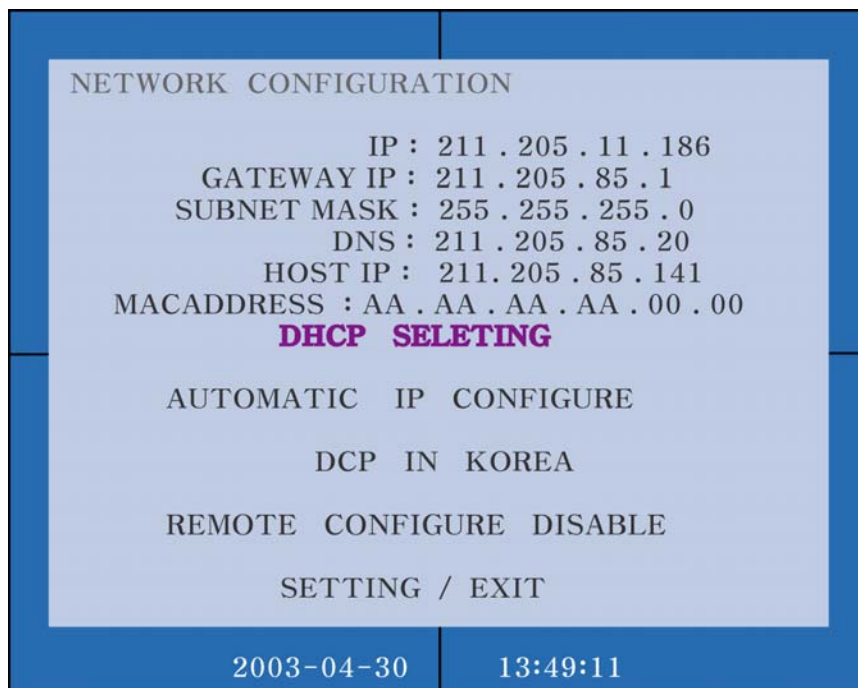 NETWORK CONFIGURATION
IP : 211 . 205 . 11 . 186
GATEWAY IP : 211 . 205 . 85 . 1
SUBNET MASK : 255 . 255 . 255 . 0
DNS : 211 . 205 . 85 . 20
HOST IP : 211. 205 . 85 . 141
MACADDRESS : AA . AA . AA . AA . 00 . 00
DHCP SELETING
AUTOMATIC IP CONFIGURE
DCP IN KOREA
REMOTE CONFIGURE DISABLE
SETTING / EXIT
2003-04-30 13:49:11